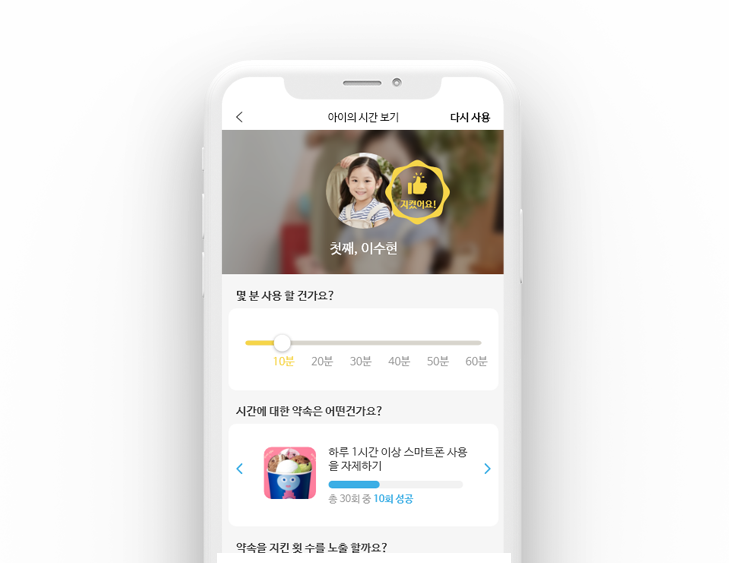 아이의 시간 보기
다시 사용
지켰어요!
첫째, 이수현
몇 분 사용 할 건가요?
10분 20분 30분 40분 50분 60분
시간에 대한 약속은 어떤건가요?
하루 1시간 이상 스마트폰 사용
을 자제하기
총 30회 중 10회 성공
약속을 지킨 횟 수를 노출 할까요?